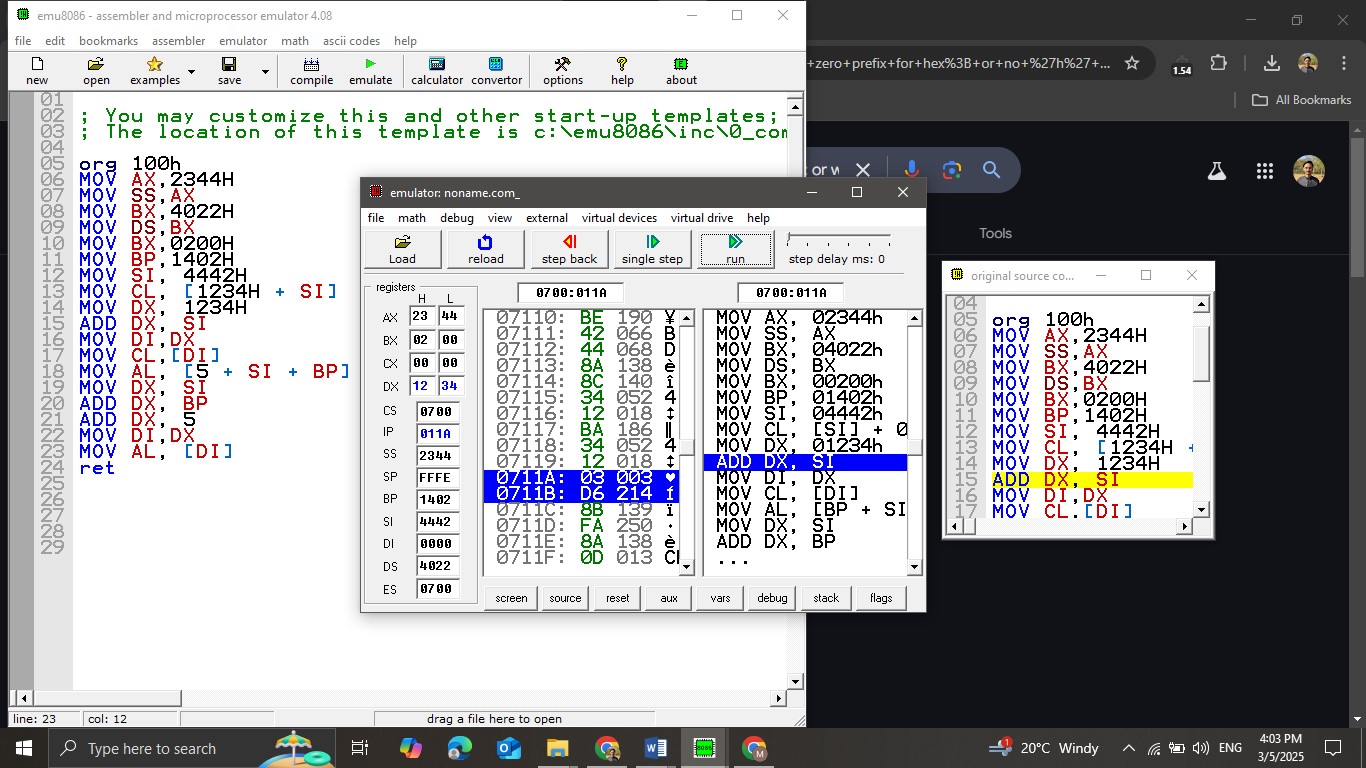 emu8086 - assembler and microprocessor emulator 4.08
file edit bookmarks assembler emulator math ascii codes help
new open examples save compile emulate calculator convertor options help about
01
02 ; You may customize this and other start-up templates;
03 ; The location of this template is c:\emu8086\inc\0_com
04
05 org 100h
06 MOV AX,2344H
07 MOV SS,AX
08 MOV BX,4022H
09 MOV DS,BX
10 MOV BX,0200H
11 MOV BP,1402H
12 MOV SI, 4442H
13 MOV CL, [1234H + SI]
14 MOV DX, 1234H
15 ADD DX, SI
16 MOV DI,DX
17 MOV CL,[DI]
18 MOV AL, [5 + SI + BP]
19 MOV DX, SI
20 ADD DX, BP
21 ADD DX, 5
22 MOV DI,DX
23 MOV AL, [DI]
24 ret
25
26
27
28
29
line: 23 col: 12 drag a file here to open
emulator: noname.com_
file math debug view external virtual devices virtual drive help
Load reload step back single step run step delay ms: 0
registers
H L
AX 23 44
BX 02 00
CX 00 00
DX 12 34
CS 0700
IP 011A
SS 2344
SP FFFE
BP 1402
SI 4442
DI 0000
DS 4022
ES 0700
0700:011A
07110: BE 190 ¥
07111: 42 066 B
07112: 44 068 D
07113: 8A 138 è
07114: 8C 140 î
07115: 34 052 4
07116: 12 018 ↕
07117: BA 186 ║
07118: 34 052 4
07119: 12 018 ↕
0711A: 03 003 ♥
0711B: D6 214 í
0711C: 8B 139 ï
0711D: FA 250 ·
0711E: 8A 138 è
0711F: 0D 013
0700:011A
MOV AX, 02344h
MOV SS, AX
MOV BX, 04022h
MOV DS, BX
MOV BX, 00200h
MOV BP, 01402h
MOV SI, 04442h
MOV CL, [SI] + 0
MOV DX, 01234h
ADD DX, SI
MOV DI, DX
MOV CL, [DI]
MOV AL, [BP + SI
MOV DX, SI
ADD DX, BP
...
screen source reset aux vars debug stack flags
original source co...
04
05 org 100h
06 MOV AX,2344H
07 MOV SS,AX
08 MOV BX,4022H
09 MOV DS,BX
10 MOV BX,0200H
11 MOV BP,1402H
12 MOV SI, 4442H
13 MOV CL, [1234H +
14 MOV DX, 1234H
15 ADD DX, SI
16 MOV DI,DX
17 MOV CL,[DI]
+ zero+prefix+for+hex%3B+or+no+%27h%27+...
1.54
All Bookmarks
or w
Tools
Type here to search
20°C Windy
ENG
4:03 PM
3/5/2025